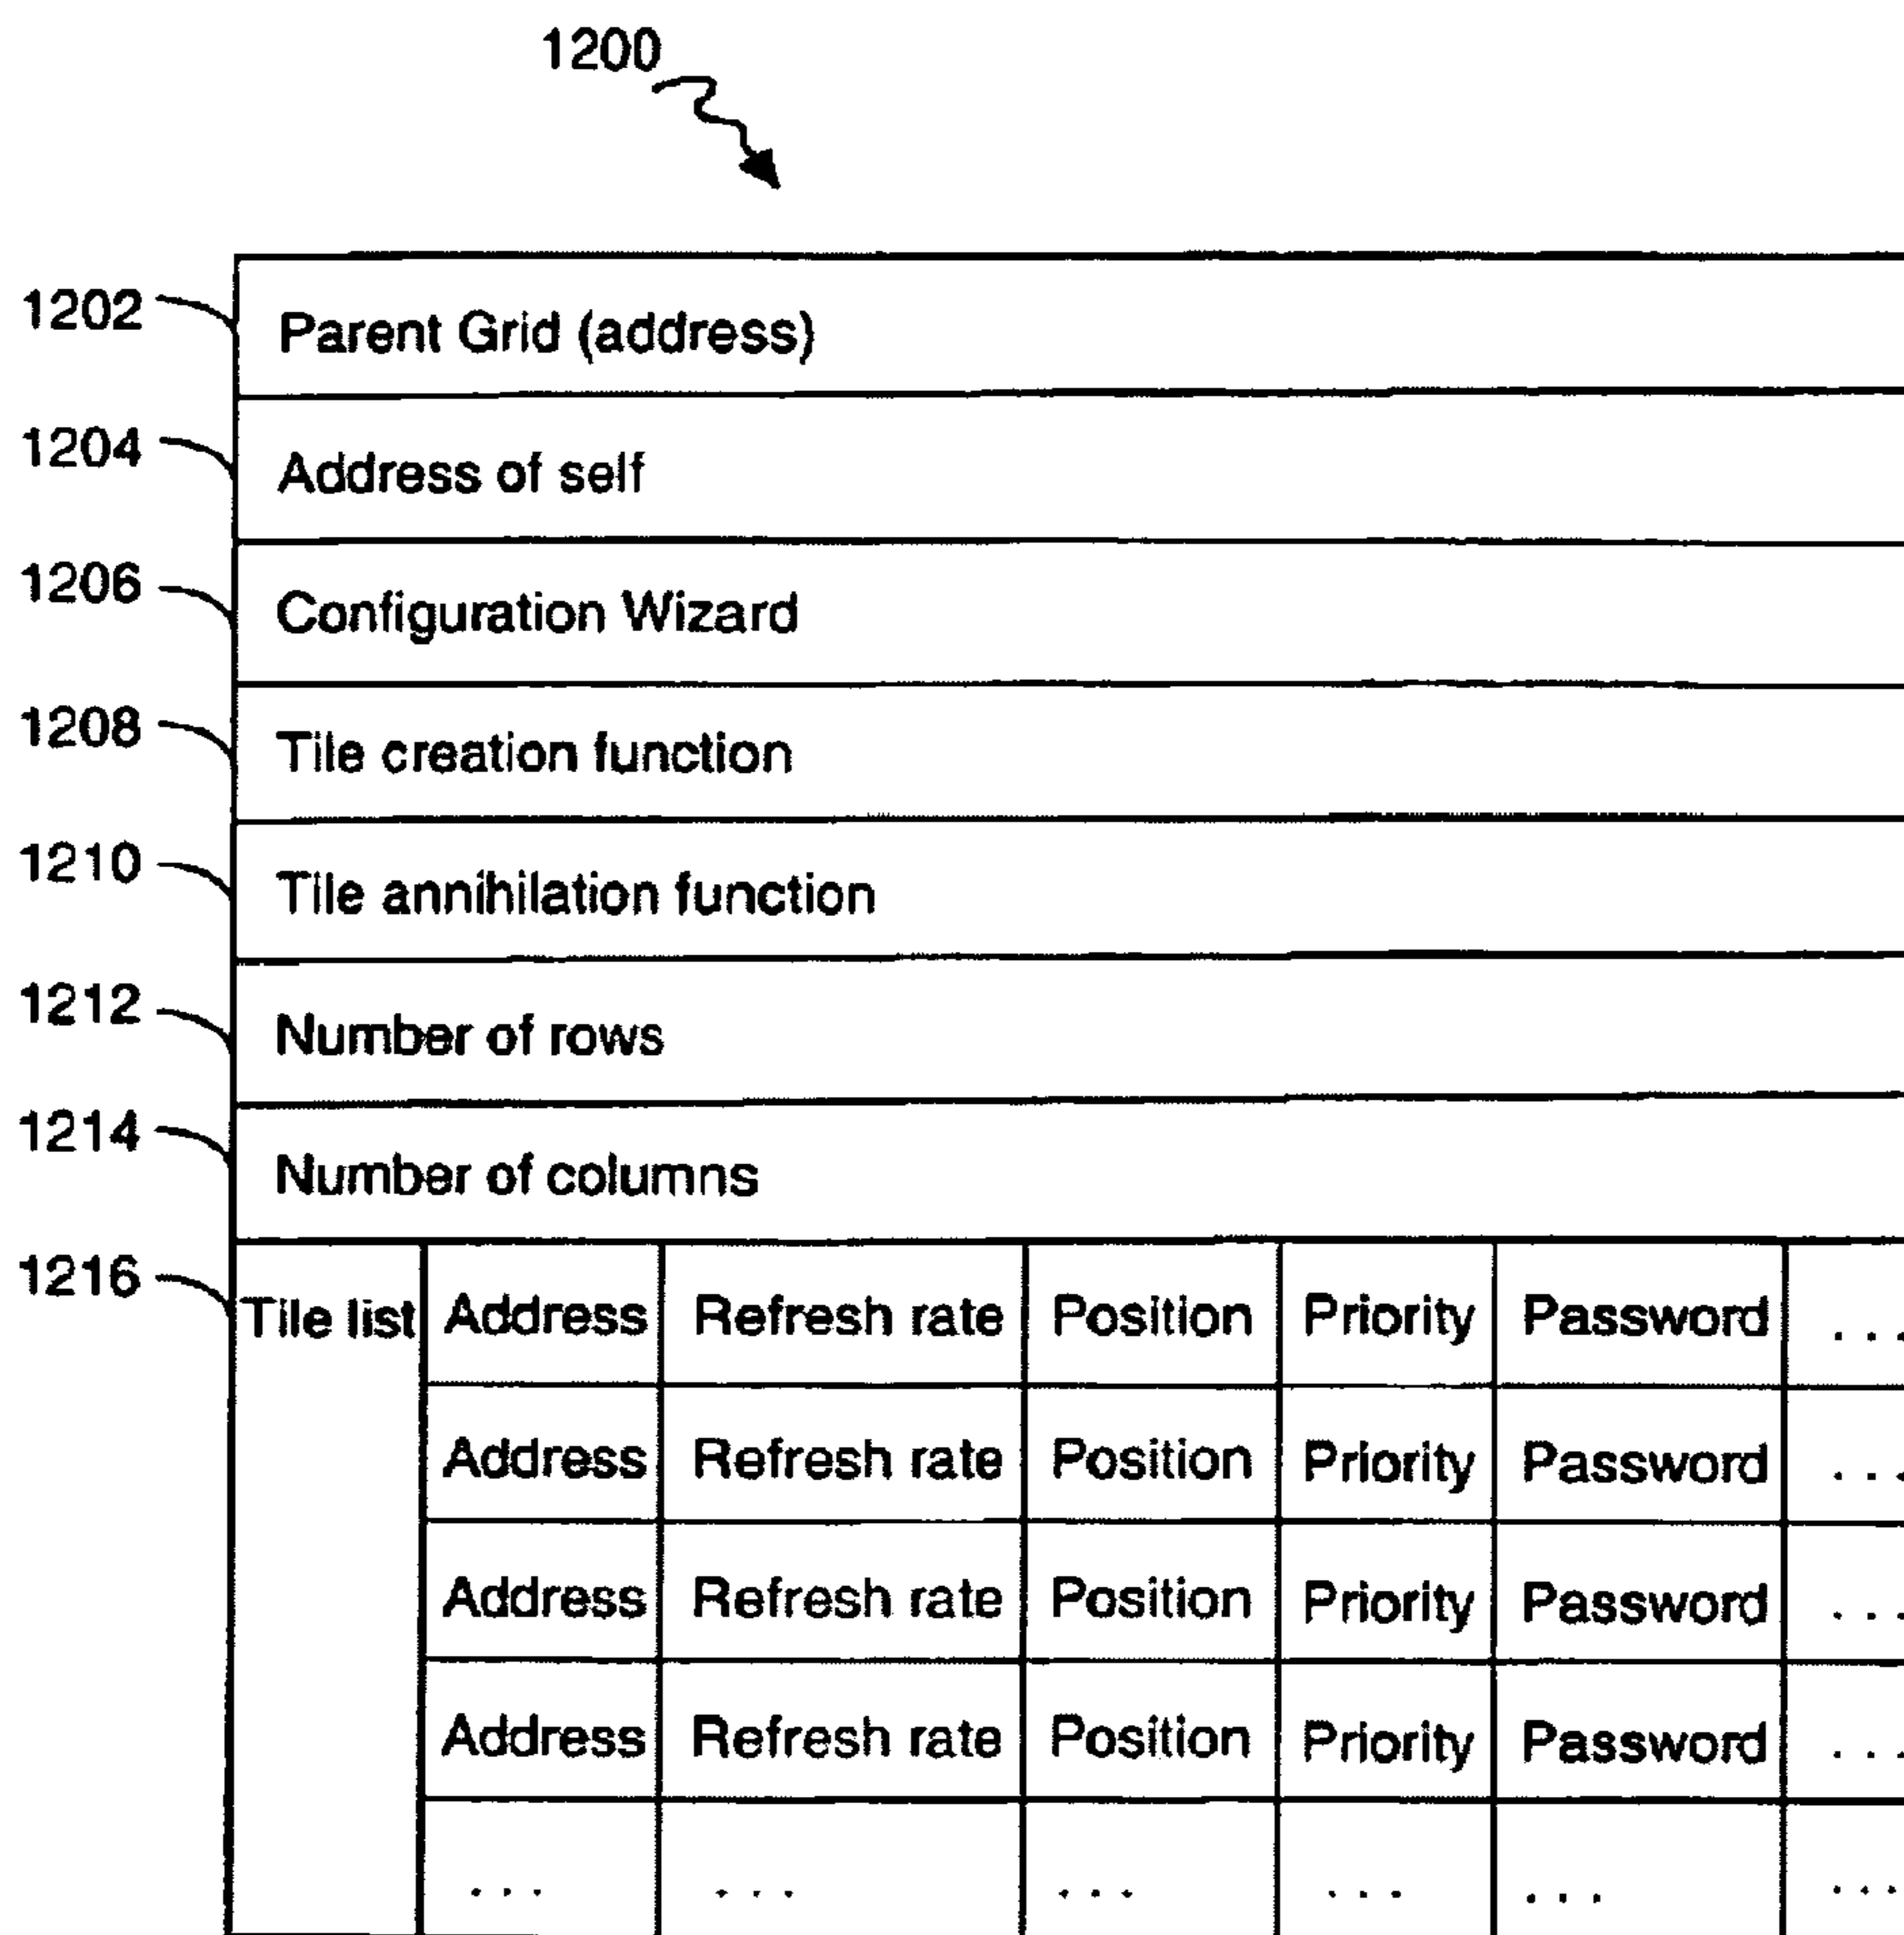 1200
1202 Parent Grid (address)
1204 Address of self
1206 Configuration Wizard
1208 Tile creation function
1210 Tile annihilation function
1212 Number of rows
1214 Number of columns
1216 Tile list Address Refresh rate Position Priority Password ...
Address Refresh rate Position Priority Password ...
Address Refresh rate Position Priority Password ...
Address Refresh rate Position Priority Password ...
... ... ... ... ... ...